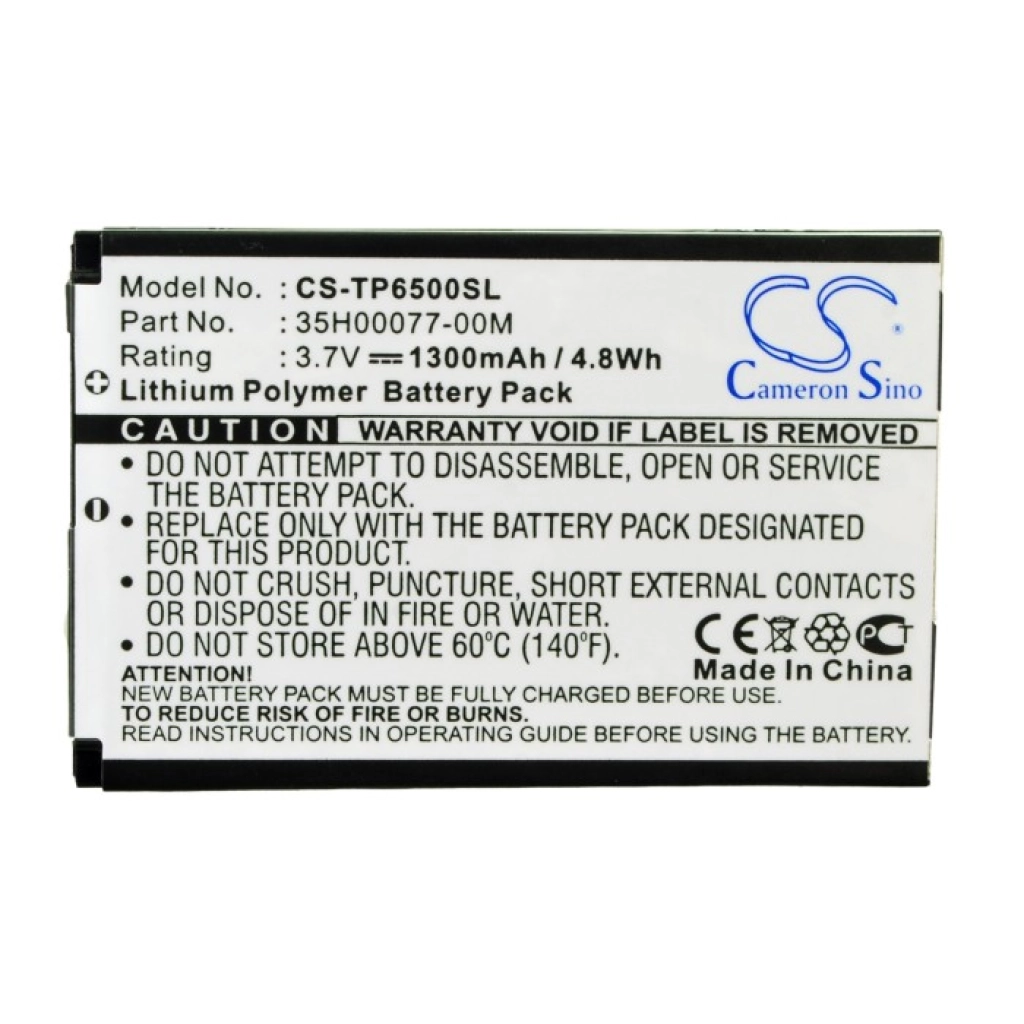 Model No. : CS-TP6500SL
Part No. : 35H00077-00M
Rating : 3.7V 1300mAh / 4.8Wh
Lithium Polymer Battery Pack
CS ®
Cameron Sino
CAUTION WARRANTY VOID IF LABEL IS REMOVED
• DO NOT ATTEMPT TO DISASSEMBLE, OPEN OR SERVICE
THE BATTERY PACK.
• REPLACE ONLY WITH THE BATTERY PACK DESIGNATED
FOR THIS PRODUCT.
• DO NOT CRUSH, PUNCTURE, SHORT EXTERNAL CONTACTS
OR DISPOSE OF IN FIRE OR WATER.
• DO NOT STORE ABOVE 60°C (140°F).
CE PCT
Made In China
ATTENTION!
NEW BATTERY PACK MUST BE FULLY CHARGED BEFORE USE.
TO REDUCE RISK OF FIRE OR BURNS.
READ INSTRUCTIONS IN OPERATING GUIDE BEFORE USING THE BATTERY.